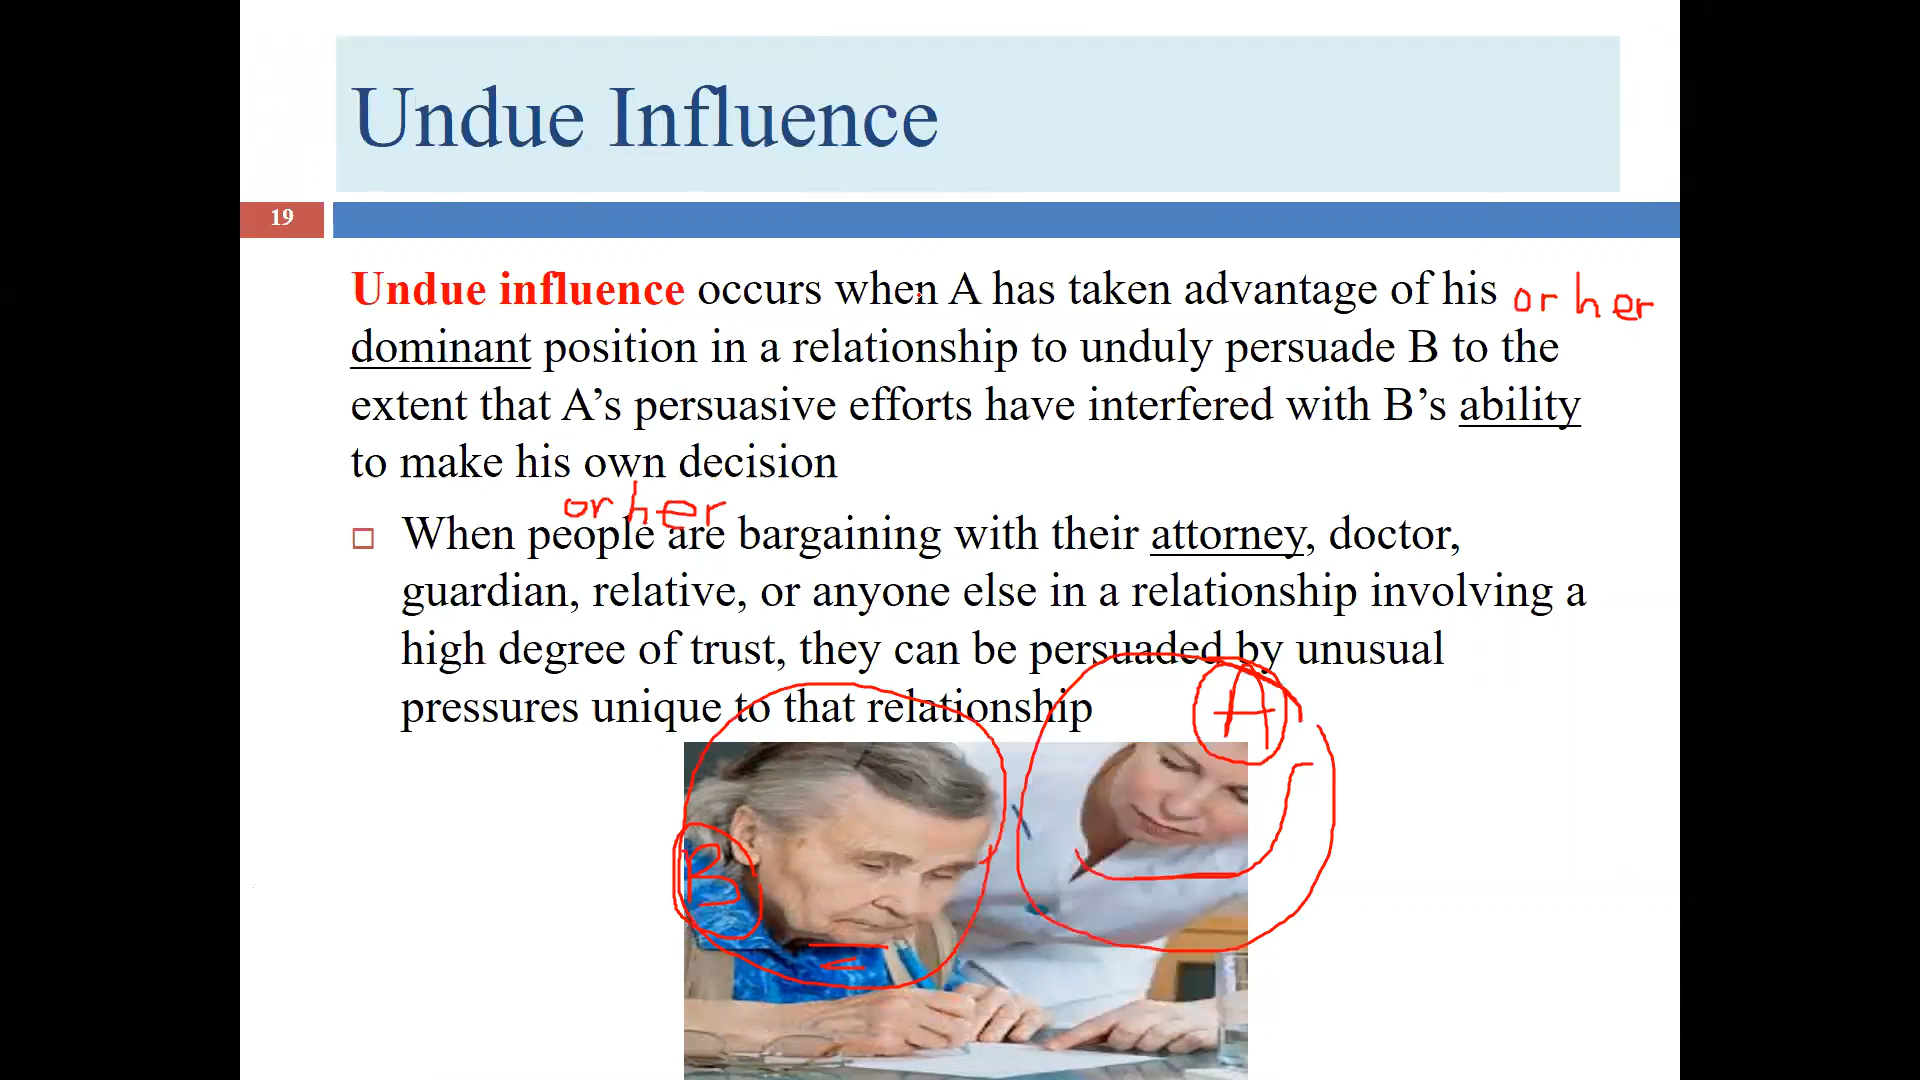 Undue Influence
19
Undue influence occurs when A has taken advantage of his or her
dominant position in a relationship to unduly persuade B to the
extent that A’s persuasive efforts have interfered with B’s ability
to make his own decision
or her
When people are bargaining with their attorney, doctor,
guardian, relative, or anyone else in a relationship involving a
high degree of trust, they can be persuaded by unusual
pressures unique to that relationship
A
B